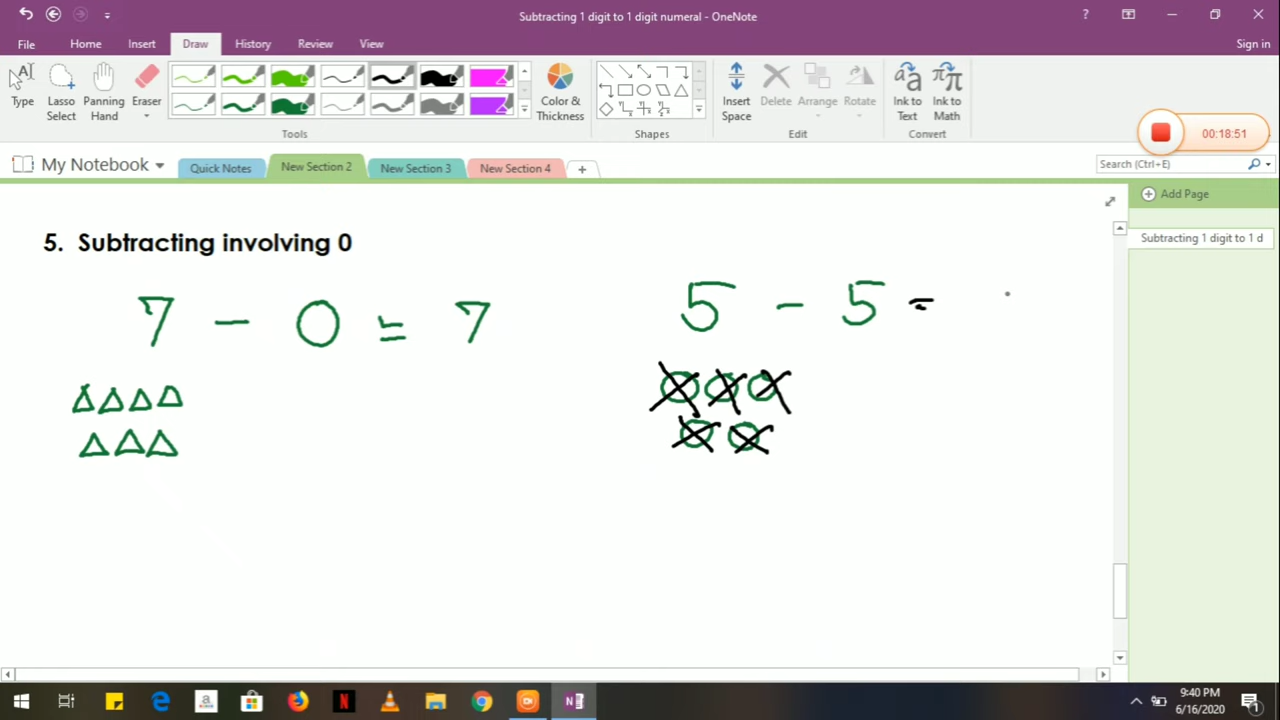 Subtracting 1 digit to 1 digit numeral - OneNote
?
File Home Insert Draw History Review View Sign in
Type Lasso Select Panning Hand Eraser Color & Thickness Insert Space Delete Arrange Rotate Ink to Text Ink to Math
Tools Shapes Edit Convert
00:18:51
My Notebook Quick Notes New Section 2 New Section 3 New Section 4 + Search (Ctrl+E)
Add Page
Subtracting 1 digit to 1 d
5. Subtracting involving 0
7 - 0 = 7 5 - 5 =
9:40 PM
6/16/2020